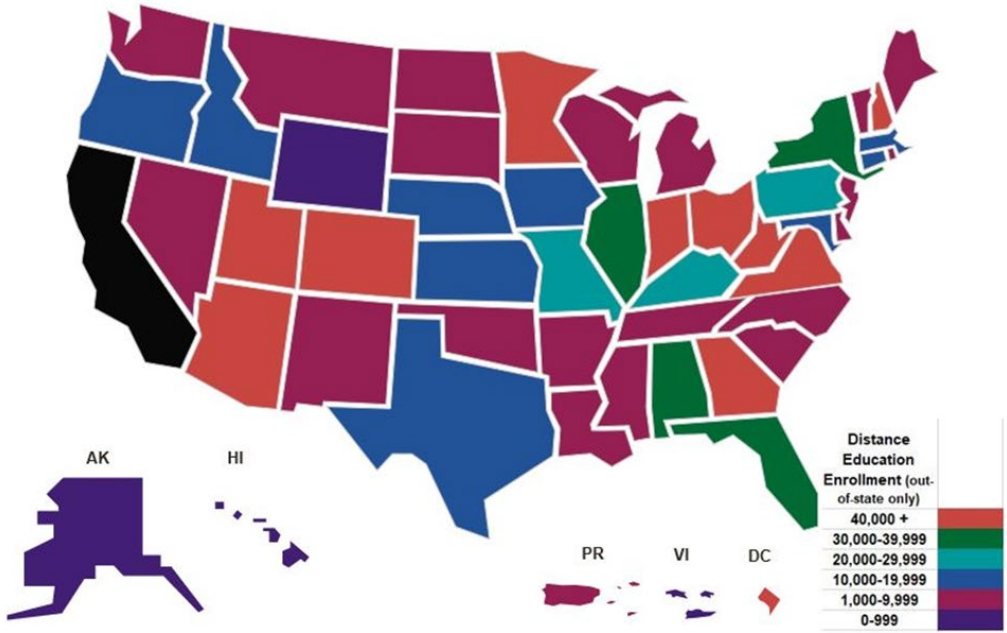 AK
HI
PR
VI
DC
Distance
Education
Enrollment (out-
of-state only)
40,000 +
30,000-39,999
20,000-29,999
10,000-19,999
1,000-9,999
0-999